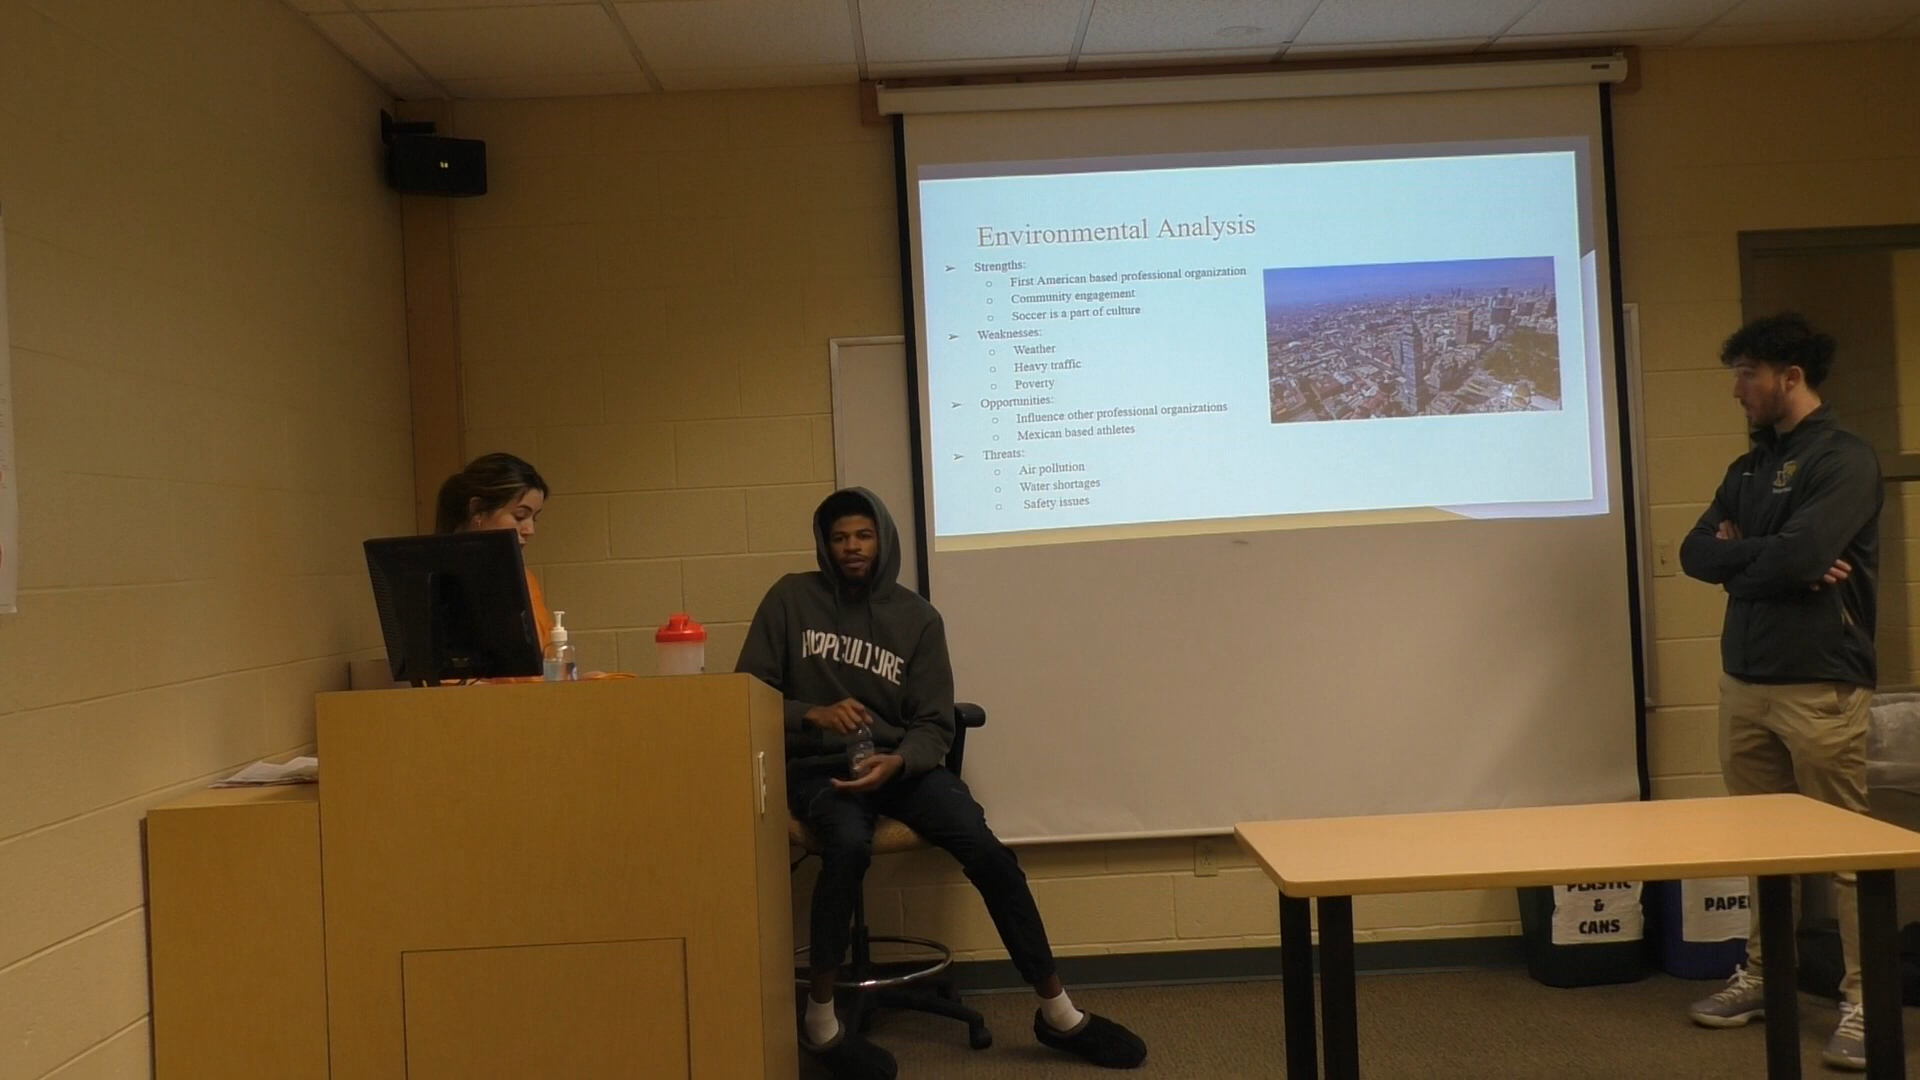 Environmental Analysis
Strengths:
First American based professional organization
Community engagement
Soccer is a part of culture
Weaknesses:
Weather
Heavy traffic
Poverty
Opportunities:
Influence other professional organizations
Mexican based athletes
Threats:
Air pollution
Water shortages
Safety issues
HOOPCULTURE
PLASTIC
&
CANS
PAPE